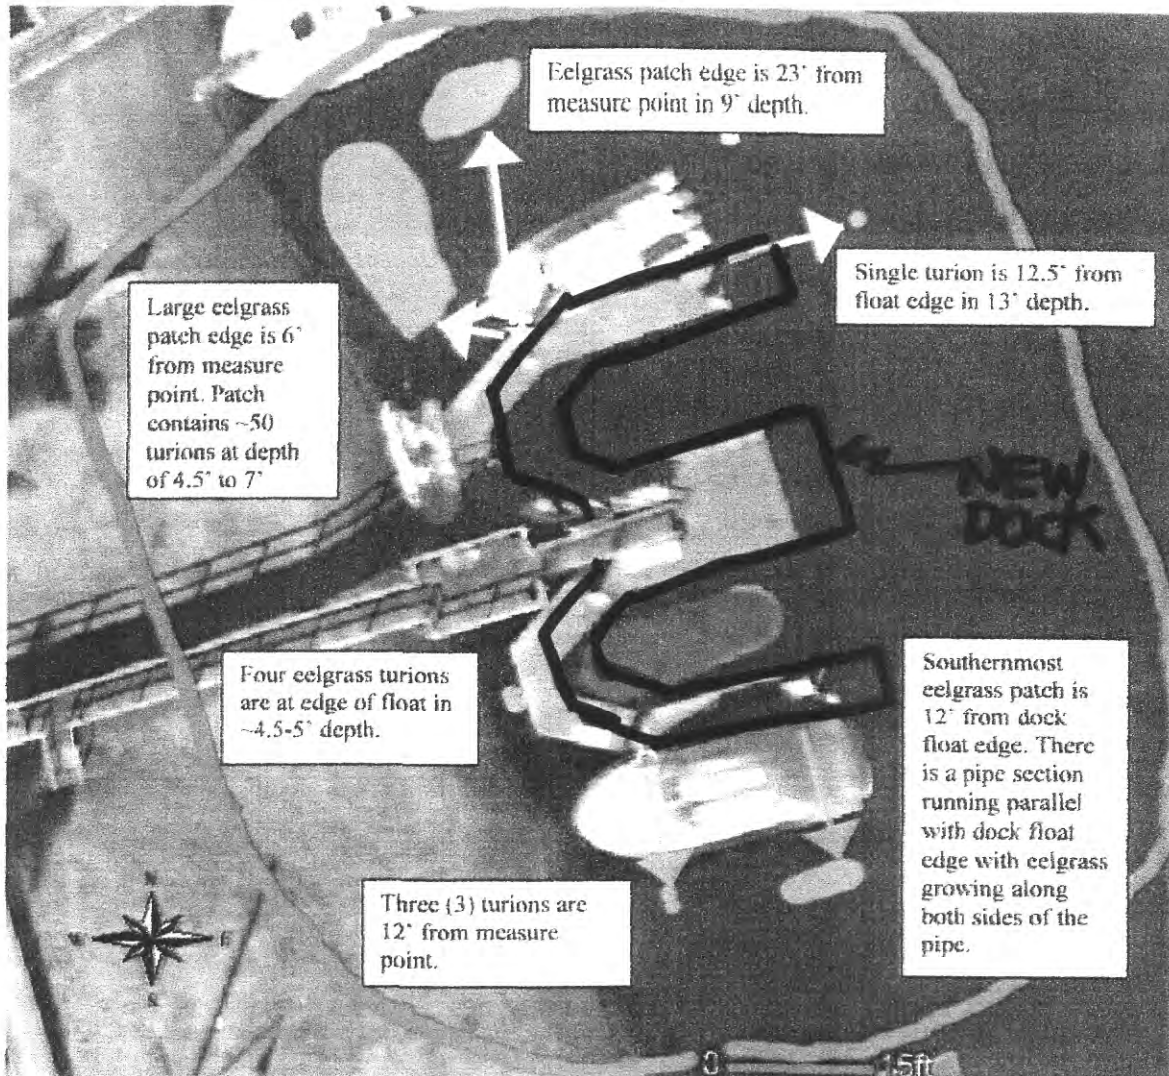 Eelgrass patch edge is 23' from
measure point in 9' depth.
Single turion is 12.5' from
float edge in 13' depth.
Large eelgrass
patch edge is 6'
from measure
point. Patch
contains ~50
turions at depth
of 4.5' to 7'
NEW
DOCK
Four eelgrass turions
are at edge of float in
~4.5-5' depth.
Southernmost
eelgrass patch is
12' from dock
float edge. There
is a pipe section
running parallel
with dock float
edge with eelgrass
growing along
both sides of the
pipe.
Three (3) turions are
12' from measure
point.
N
W E
S
0 15ft